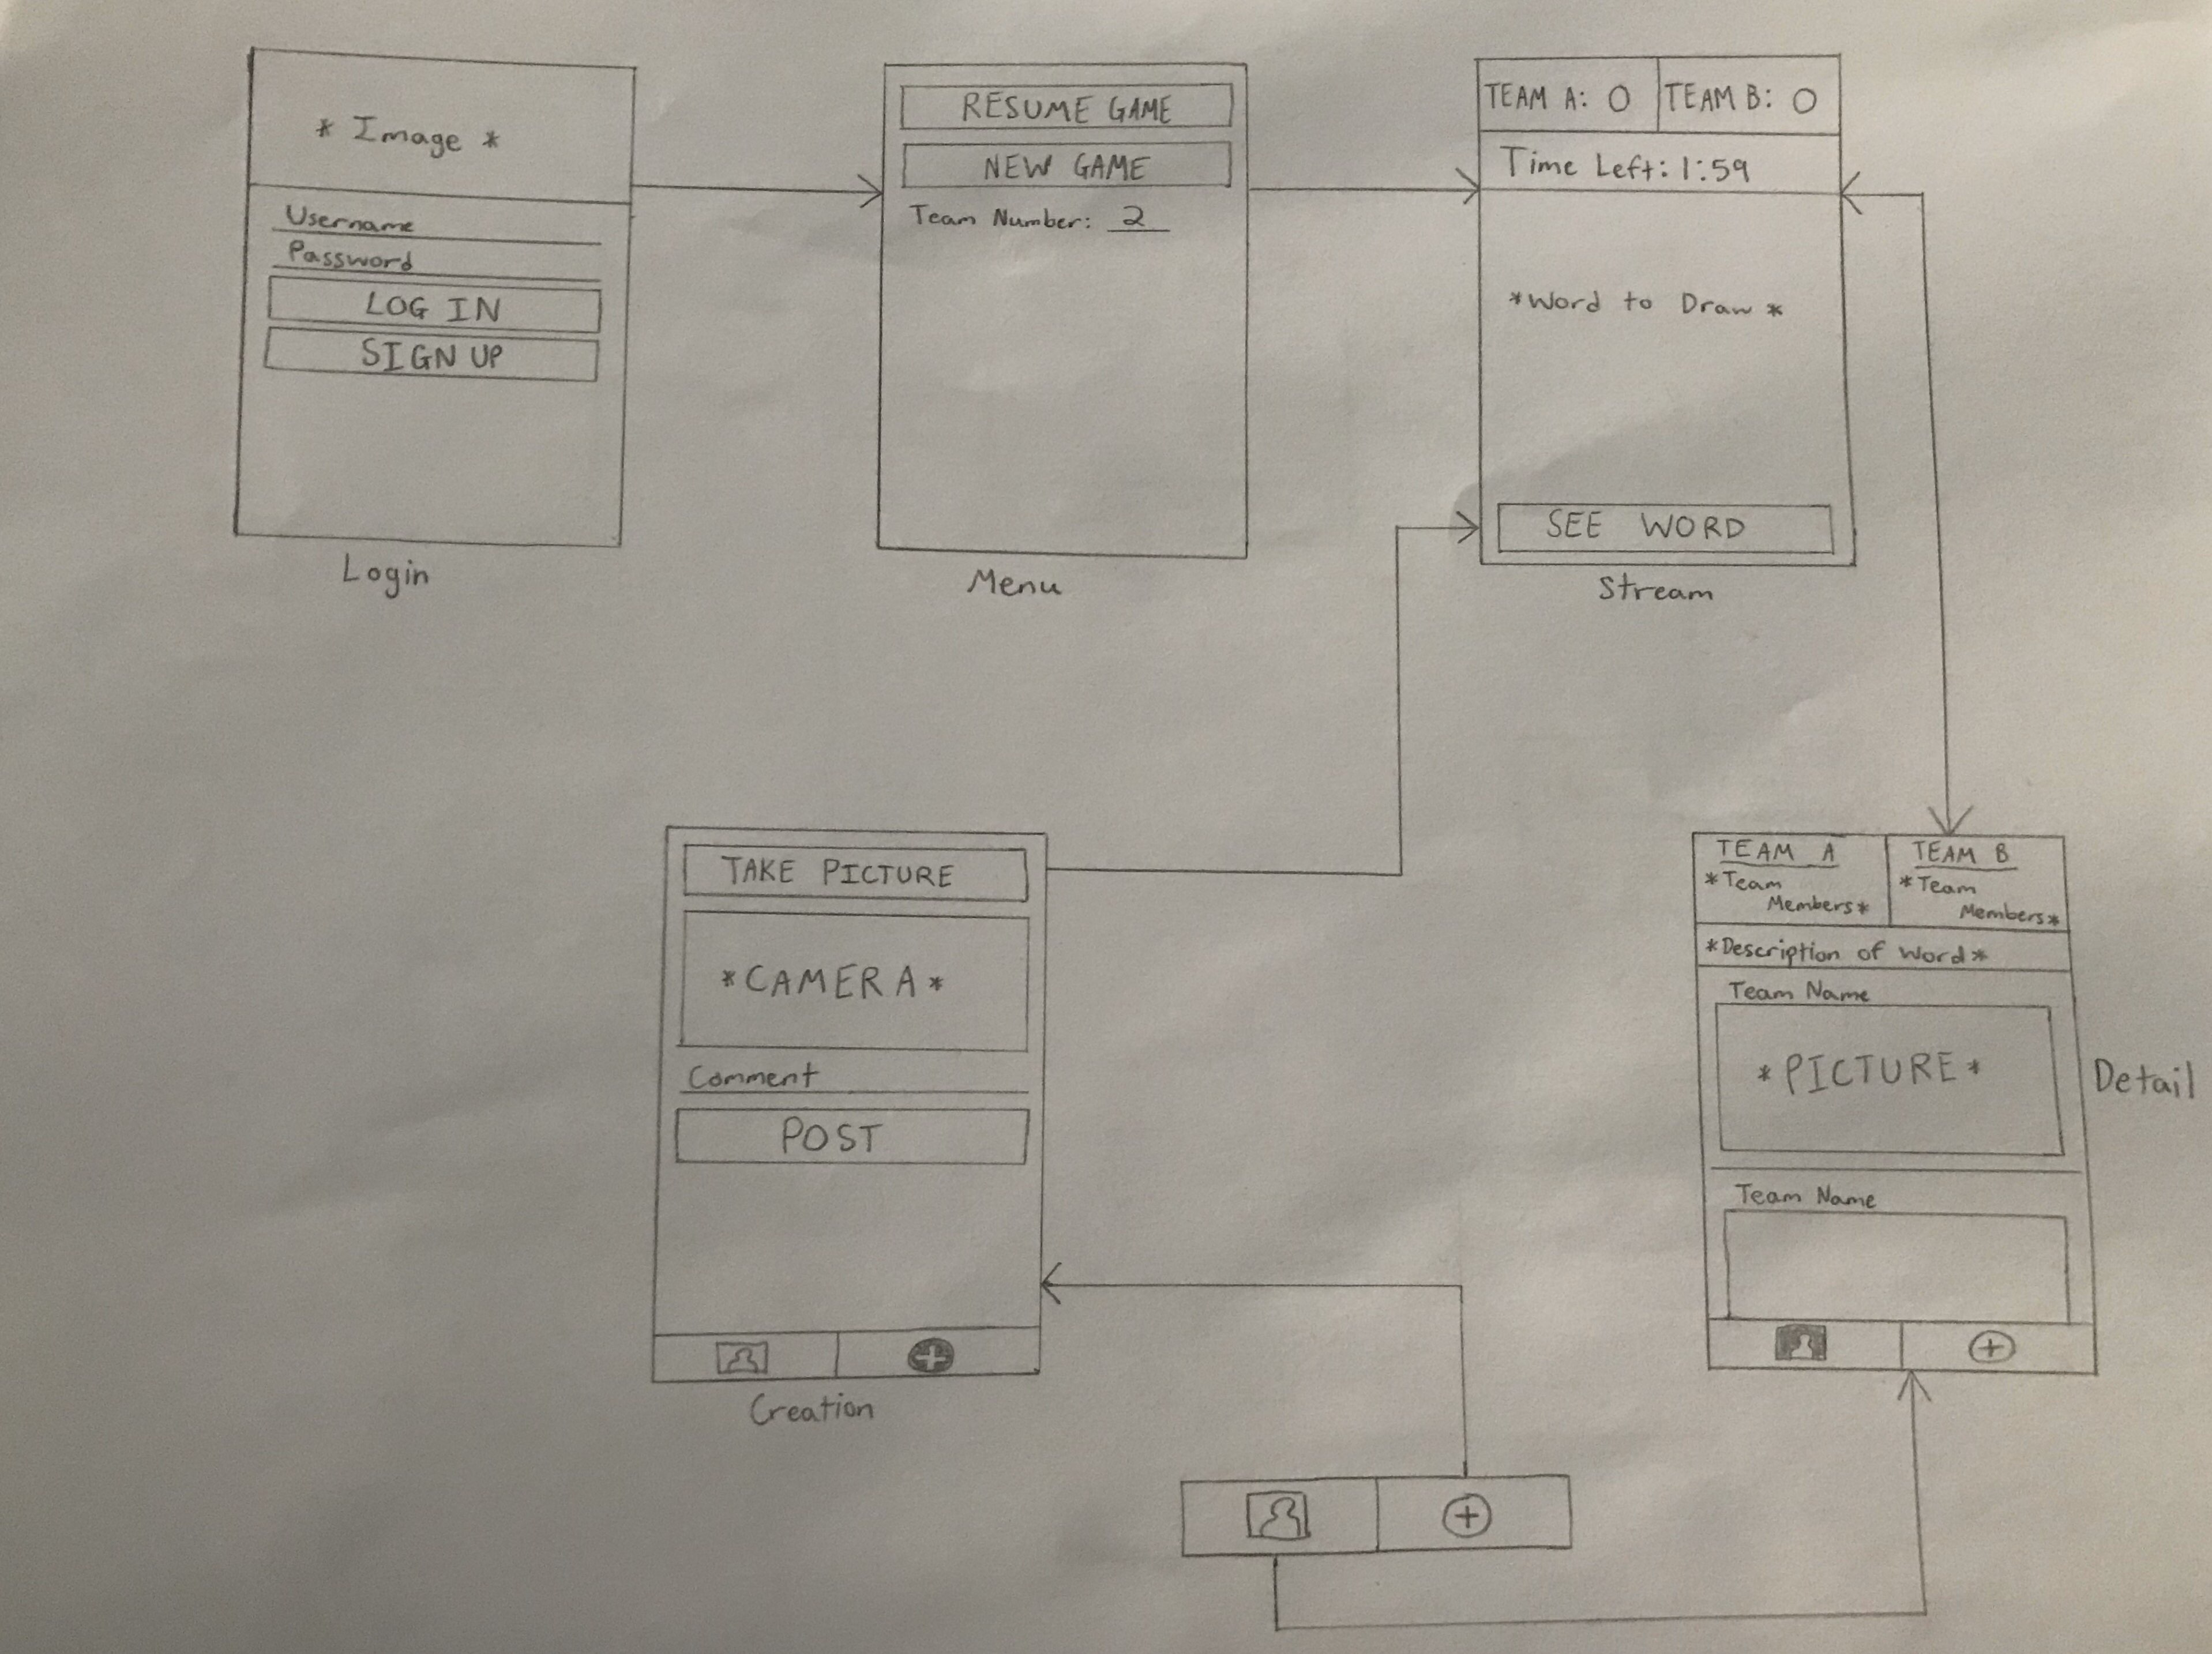 * Image *
Username
Password
LOG IN
SIGN UP
Login
RESUME GAME
NEW GAME
Team Number: 2
Menu
TEAM A: 0
TEAM B: 0
Time Left: 1:59
*Word to Draw *
SEE WORD
Stream
TAKE PICTURE
*CAMERA*
Comment
POST
Creation
TEAM A
*Team
Members*
TEAM B
*Team
Members*
*Description of Word*
Team Name
*PICTURE*
Team Name
Detail